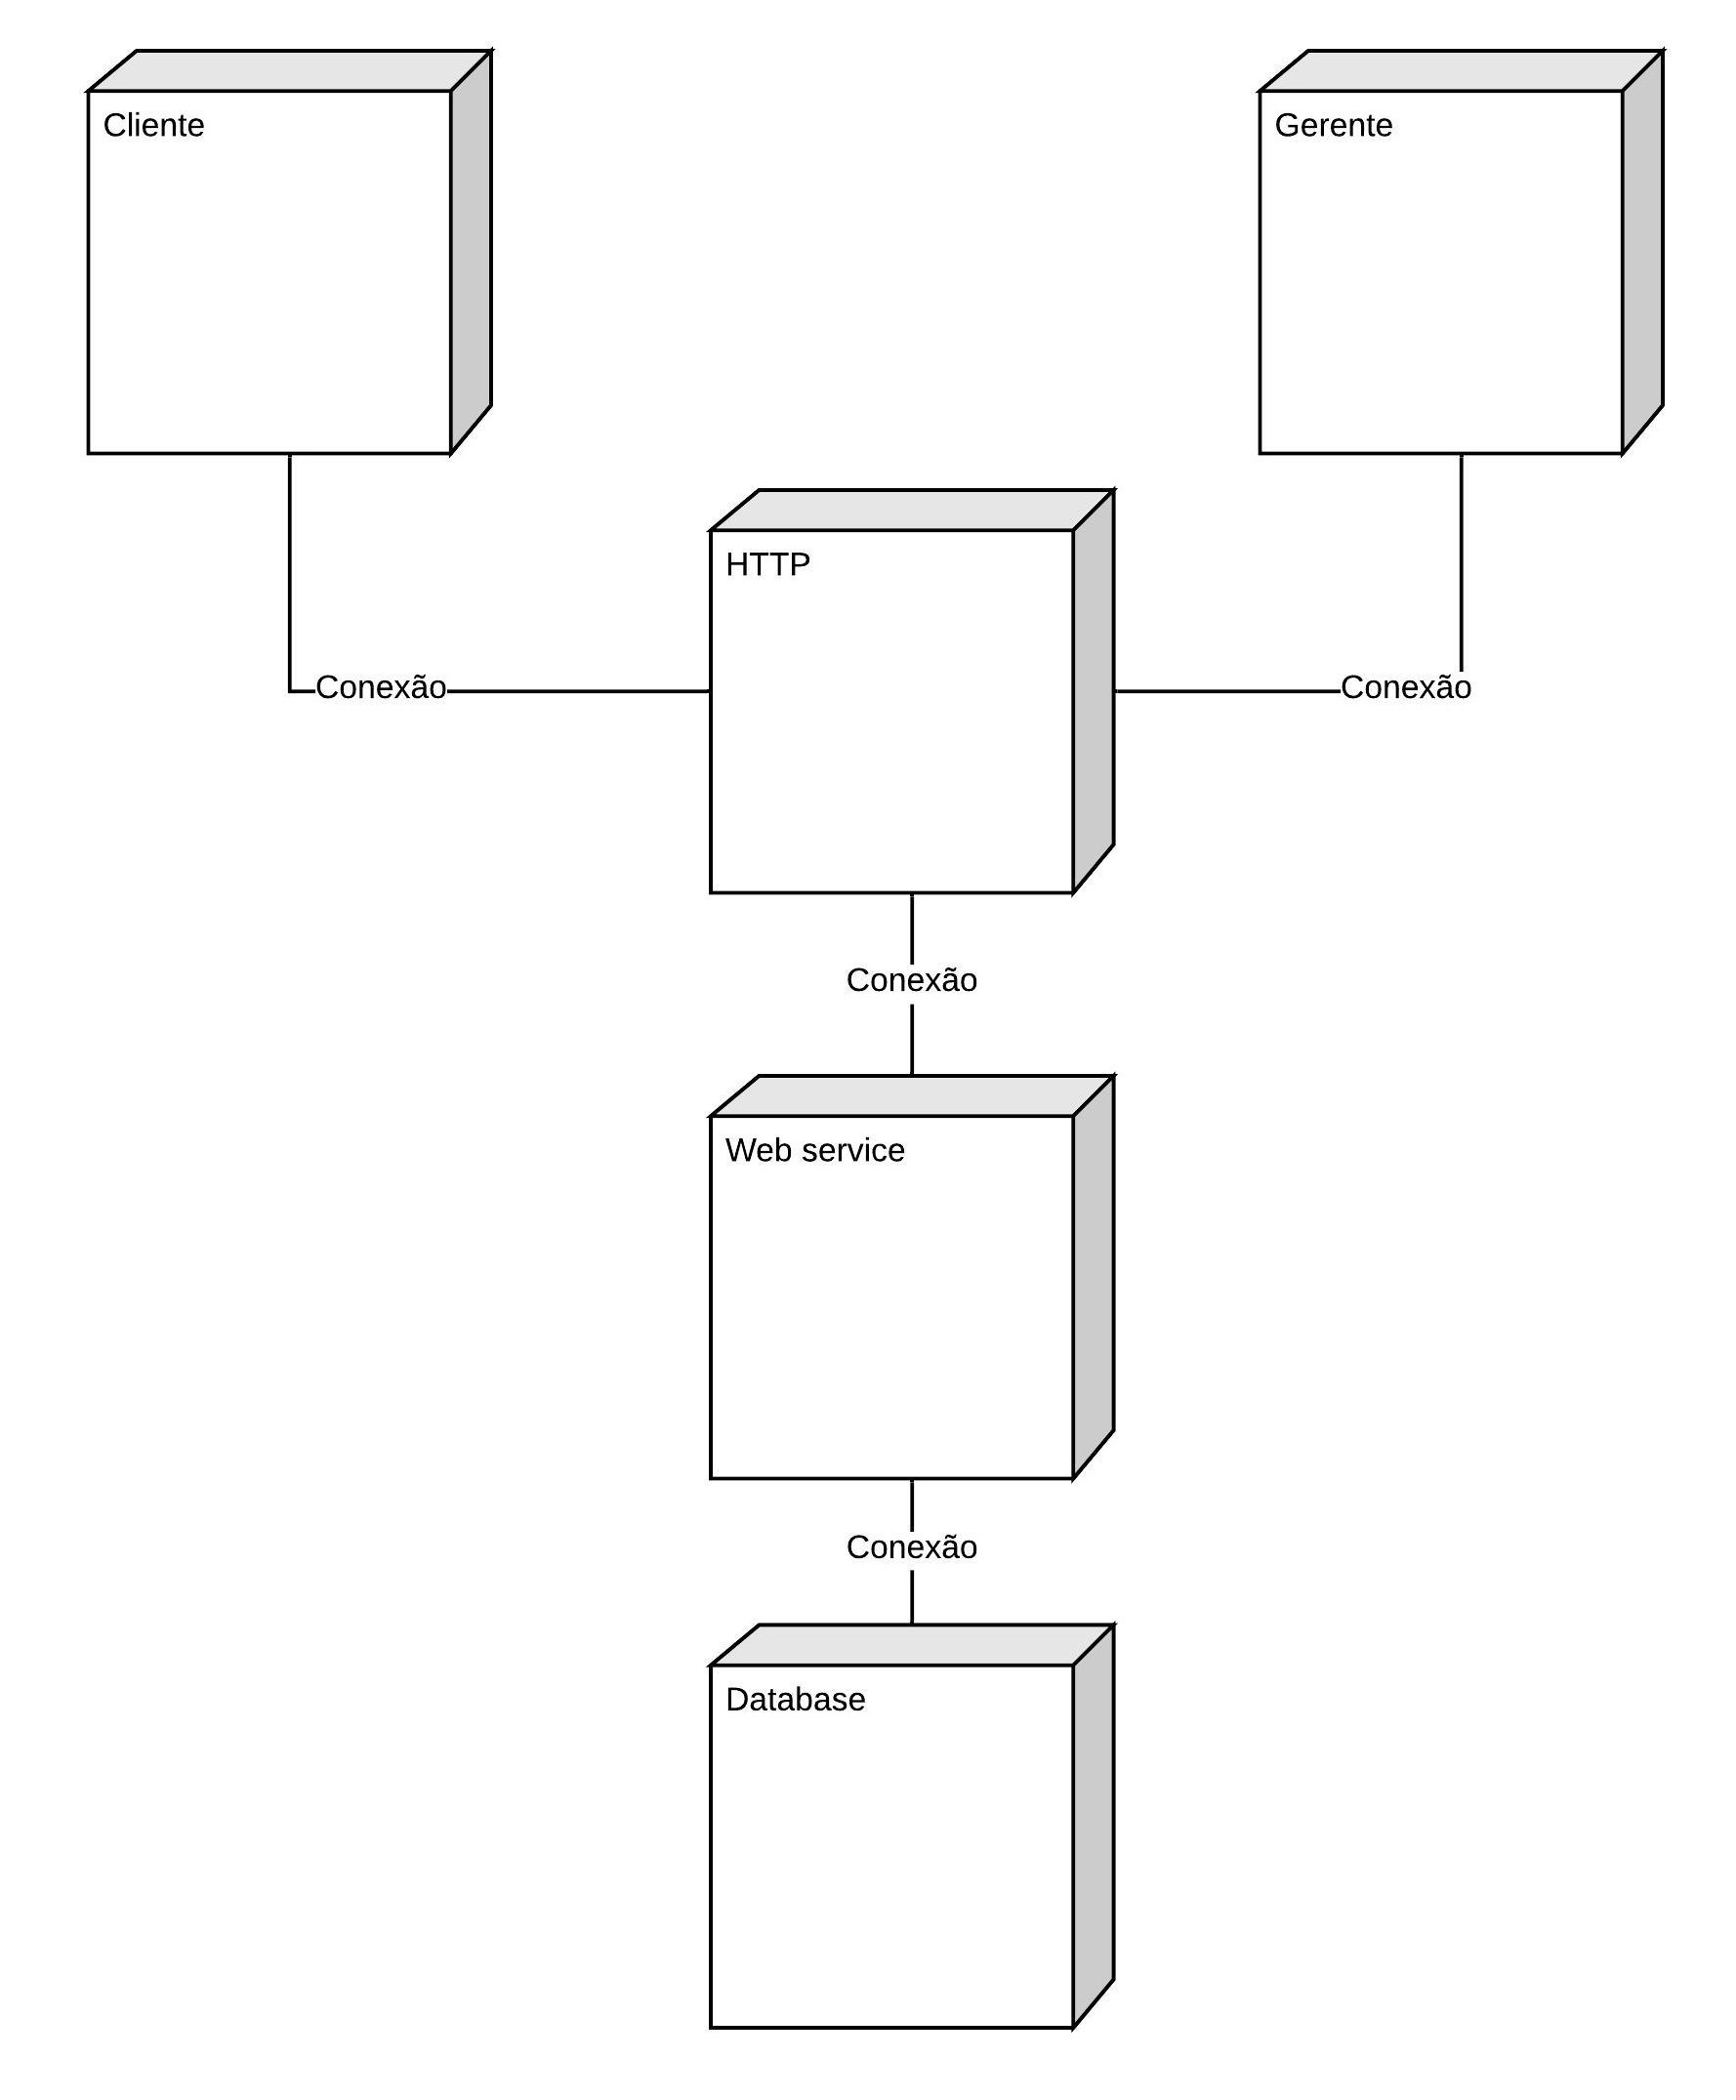 Cliente
Gerente
HTTP
Conexão
Conexão
Conexão
Web service
Conexão
Database